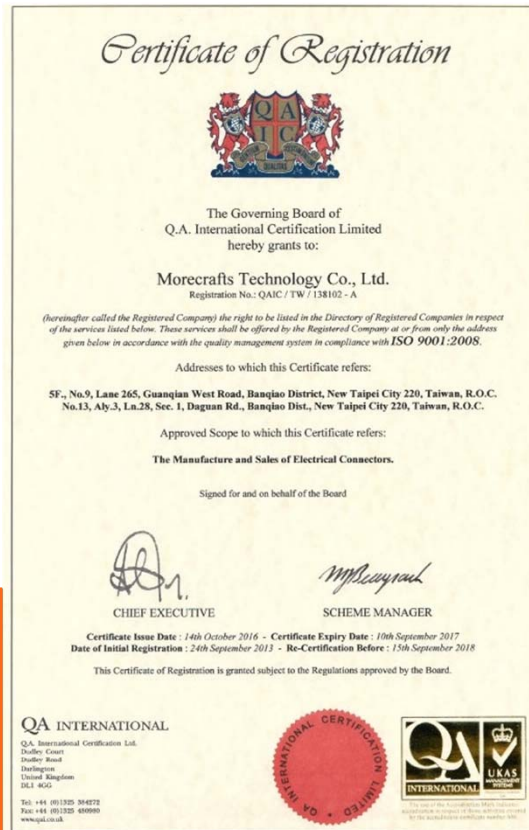 Certificate of Registration
QA
IC
QUALITAS
The Governing Board of
Q.A. International Certification Limited
hereby grants to:
Morecrafts Technology Co., Ltd.
Registration No.: QAIC / TW / 138102 - A
(hereinafter called the Registered Company) the right to be listed in the Directory of Registered Companies in respect
of the services listed below. These services shall be offered by the Registered Company at or from only the address
given below in accordance with the quality management system in compliance with ISO 9001:2008.
Addresses to which this Certificate refers:
5F., No.9, Lane 265, Guanqian West Road, Banqiao District, New Taipei City 220, Taiwan, R.O.C.
No.13, Aly.3, Ln.28, Sec. 1, Daguan Rd., Banqiao Dist., New Taipei City 220, Taiwan, R.O.C.
Approved Scope to which this Certificate refers:
The Manufacture and Sales of Electrical Connectors.
Signed for and on behalf of the Board
CHIEF EXECUTIVE
SCHEME MANAGER
Certificate Issue Date : 14th October 2016 - Certificate Expiry Date : 10th September 2017
Date of Initial Registration : 24th September 2013 - Re-Certification Before : 15th September 2018
This Certificate of Registration is granted subject to the Regulations approved by the Board.
QA INTERNATIONAL
Q.A. International Certification Ltd.
Dudley Court
Dudley Road
Darlington
United Kingdom
DL1 4GG
Tel: +44 (0)1325
Fax: +44 (0)1325
www.qai.co.uk
QA INTERNATIONAL CERTIFICATION LIMITED
QA
INTERNATIONAL
UKAS
MANAGEMENT
SYSTEMS